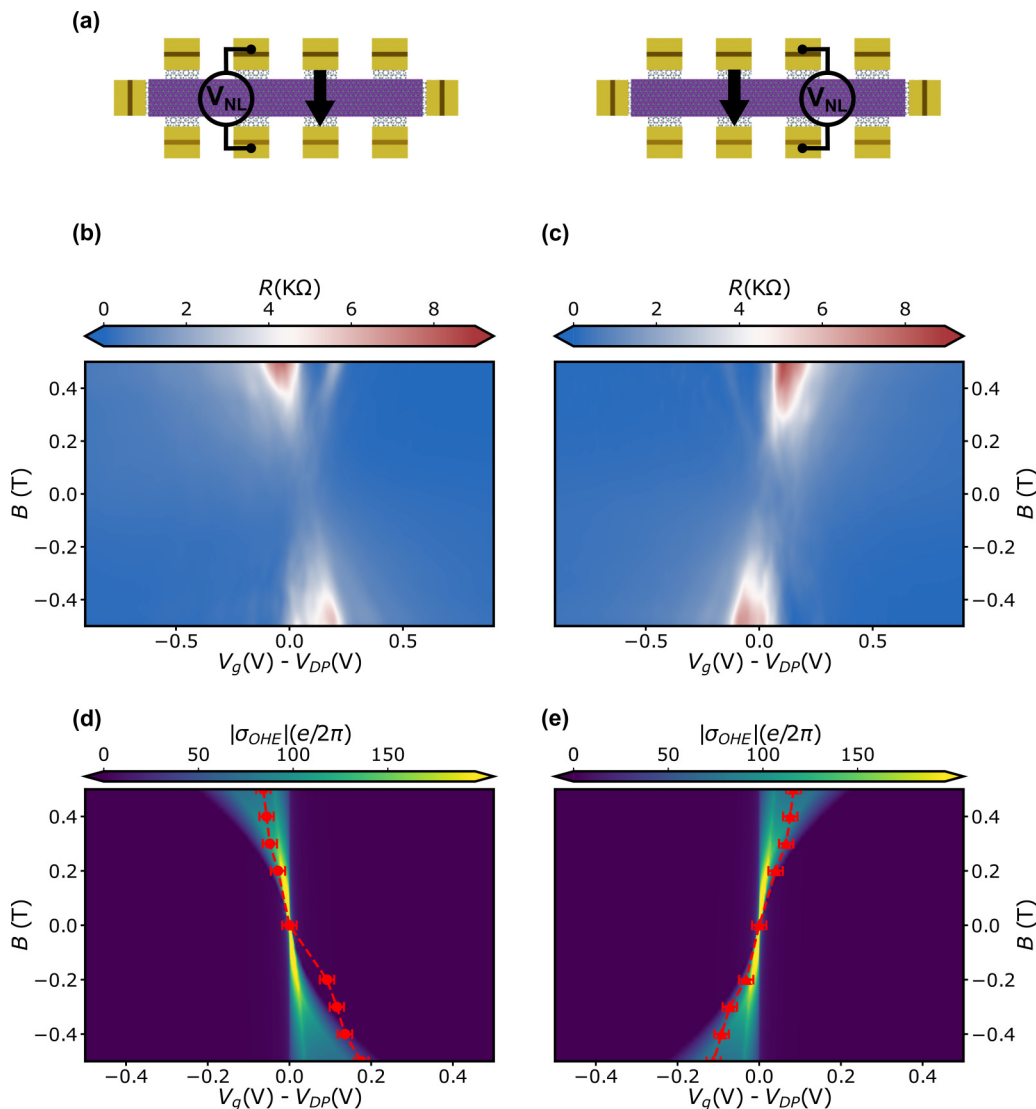 (a)
V_NL V_NL
(b) (c)
R(KΩ) R(KΩ)
0 2 4 6 8 0 2 4 6 8
0.4 0.4
0.2 0.2
0.0 0.0
−0.2 −0.2
−0.4 −0.4
B (T) B (T)
−0.5 0.0 0.5 −0.5 0.0 0.5
V_g(V) - V_DP(V) V_g(V) - V_DP(V)
(d) (e)
|σ_OHE|(e/2π) |σ_OHE|(e/2π)
0 50 100 150 0 50 100 150
0.4 0.4
0.2 0.2
0.0 0.0
−0.2 −0.2
−0.4 −0.4
B (T) B (T)
−0.4 −0.2 0.0 0.2 0.4 −0.4 −0.2 0.0 0.2 0.4
V_g(V) - V_DP(V) V_g(V) - V_DP(V)